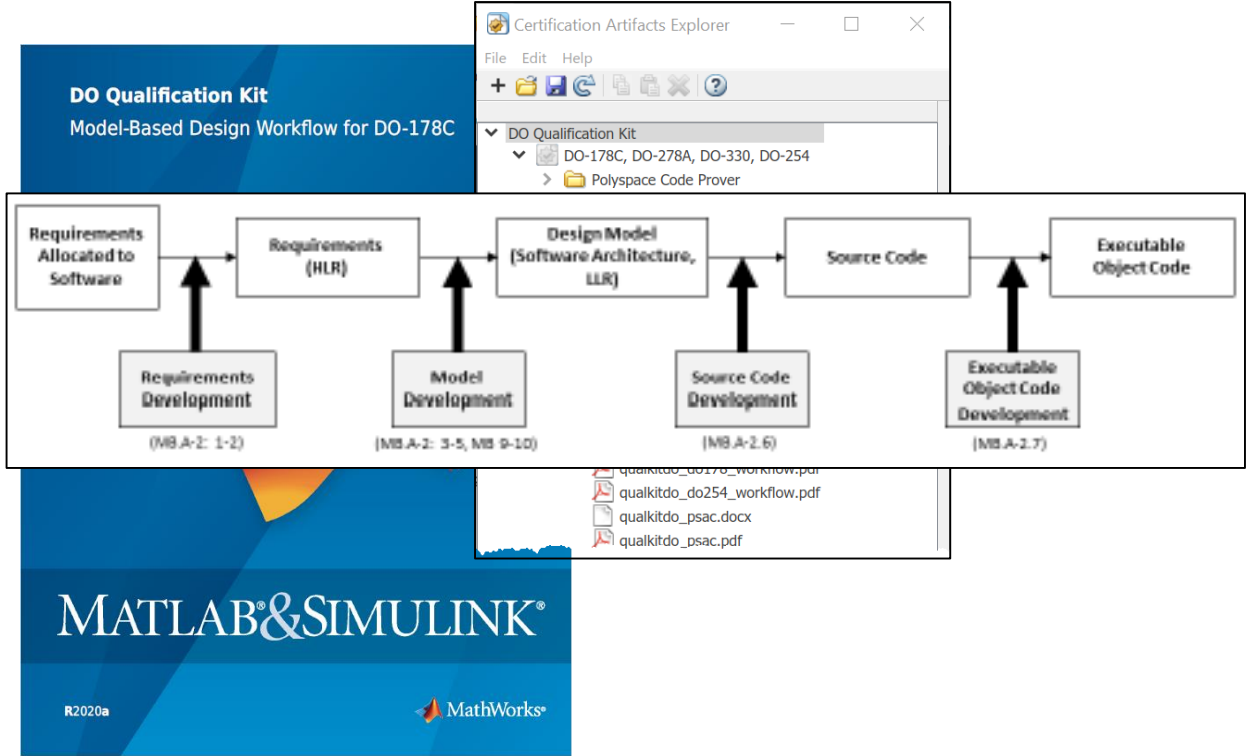 Certification Artifacts Explorer
File Edit Help
DO Qualification Kit
Model-Based Design Workflow for DO-178C
DO Qualification Kit
DO-178C, DO-278A, DO-330, DO-254
Polyspace Code Prover
Requirements
Allocated to
Software
Requirements
(HLR)
Design Model
(Software Architecture,
LLR)
Source Code
Executable
Object Code
Requirements
Development
Model
Development
Source Code
Development
Executable
Object Code
Development
(MB.A-2: 1-2)
(MB.A-2: 3-5, MB 9-10)
(MB.A-2.6)
(MB.A-2.7)
qualkitdo_do178_workflow.pdf
qualkitdo_do254_workflow.pdf
qualkitdo_psac.docx
qualkitdo_psac.pdf
MATLAB®&SIMULINK®
R2020a
MathWorks®